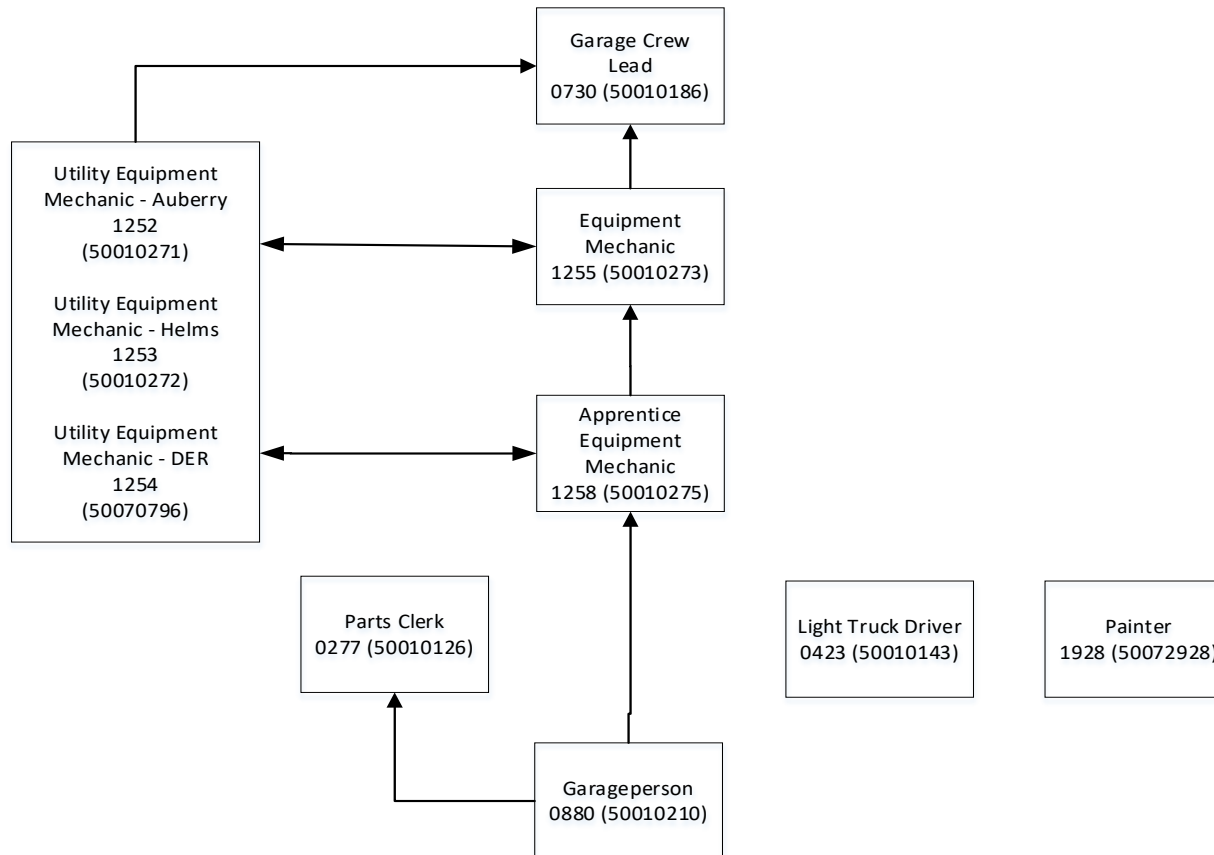 Garage Crew
Lead
0730 (50010186)
Utility Equipment
Mechanic - Auberry
1252
(50010271)
Utility Equipment
Mechanic - Helms
1253
(50010272)
Utility Equipment
Mechanic - DER
1254
(50070796)
Equipment
Mechanic
1255 (50010273)
Apprentice
Equipment
Mechanic
1258 (50010275)
Parts Clerk
0277 (50010126)
Light Truck Driver
0423 (50010143)
Painter
1928 (50072928)
Garageperson
0880 (50010210)